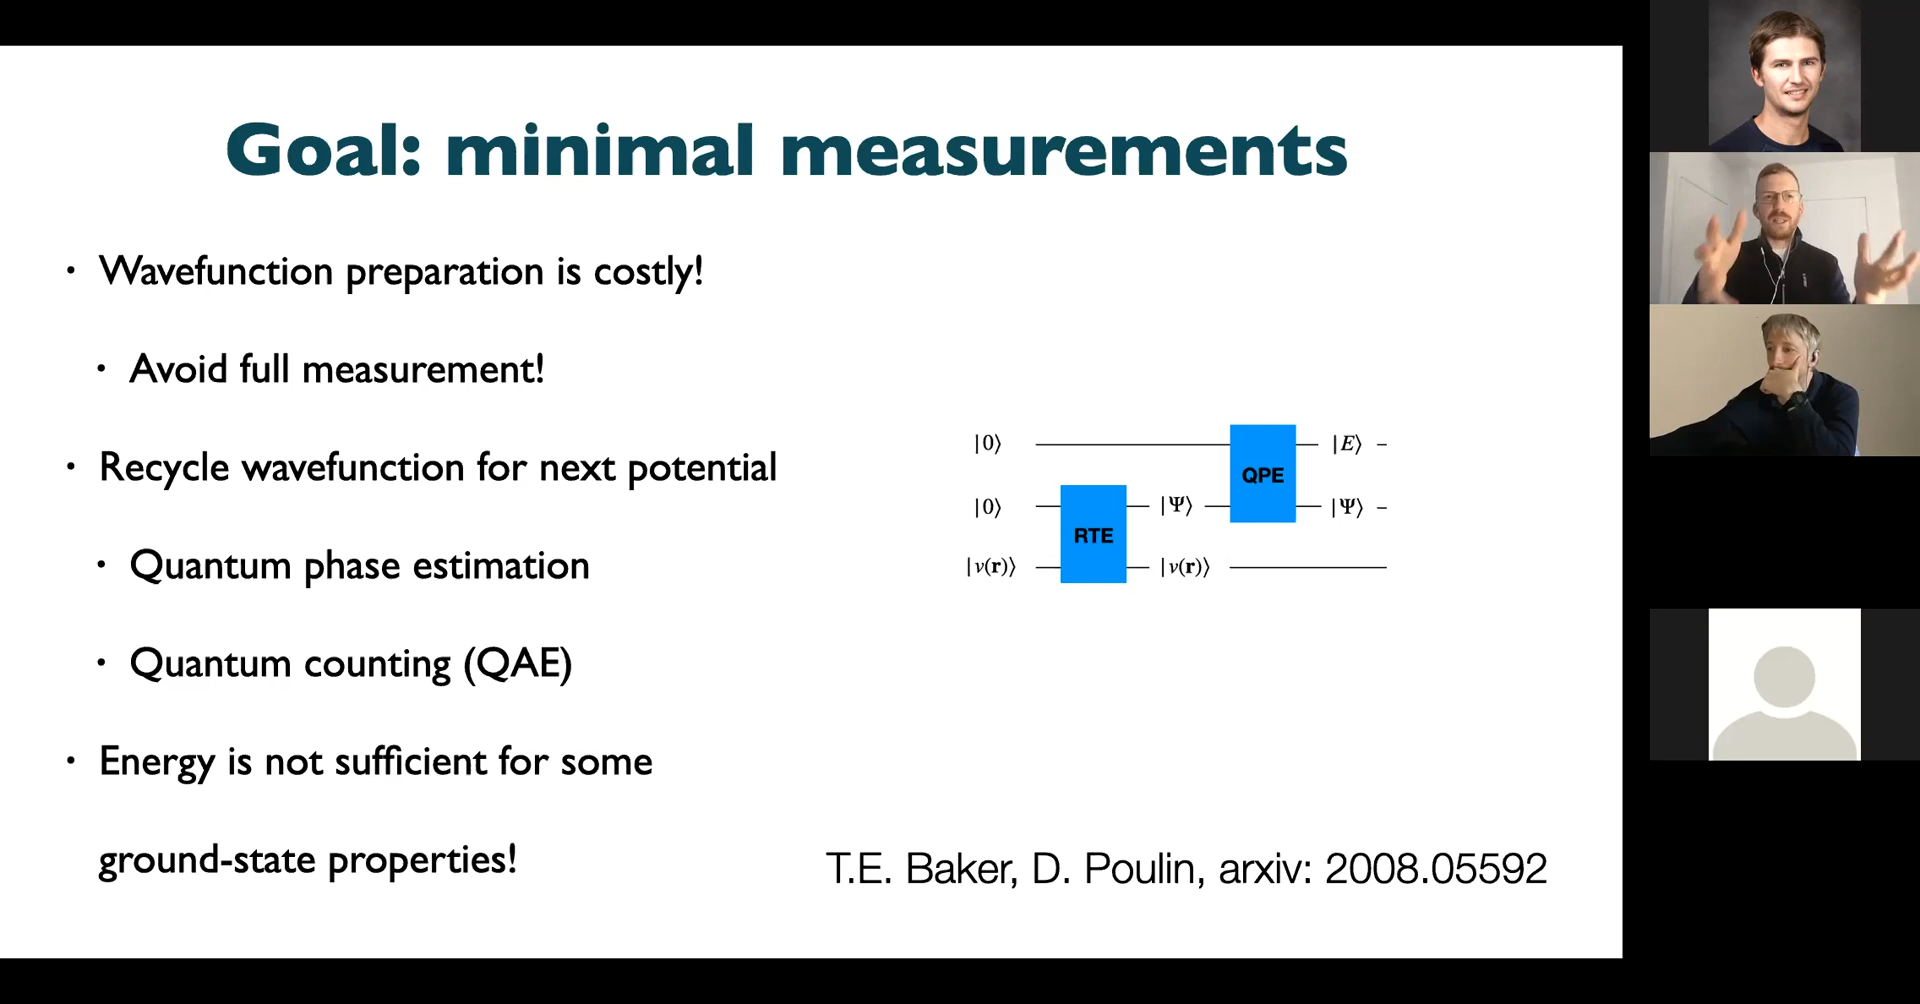 Goal: minimal measurements
• Wavefunction preparation is costly!
• Avoid full measurement!
• Recycle wavefunction for next potential
• Quantum phase estimation
• Quantum counting (QAE)
• Energy is not sufficient for some
ground-state properties!
|0⟩ QPE |E⟩
|0⟩ RTE |Ψ⟩ |Ψ⟩
|v(r)⟩ |v(r)⟩
T.E. Baker, D. Poulin, arxiv: 2008.05592